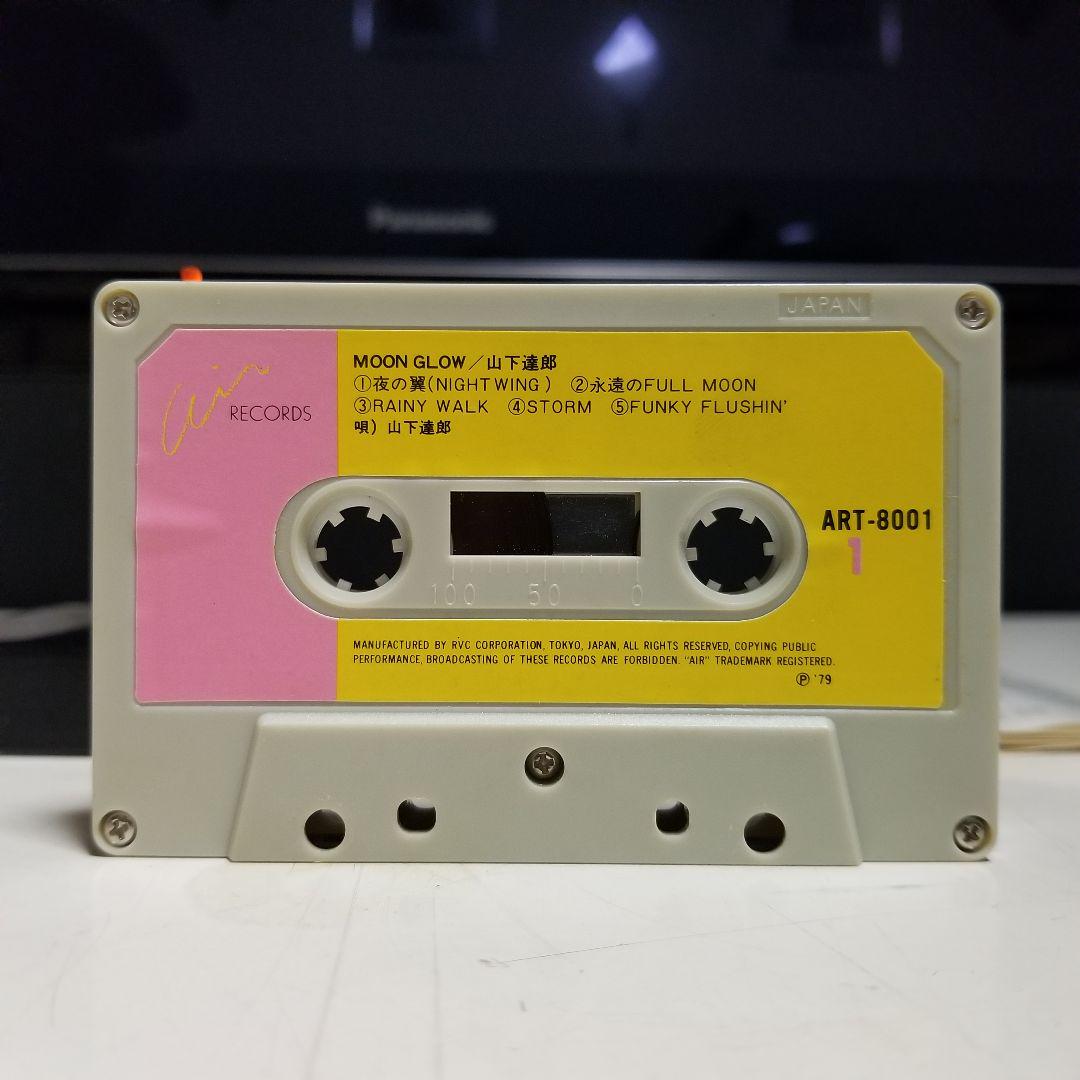 Panasonic
JAPAN
Air
RECORDS
MOON GLOW/山下達郎
①夜の翼(NIGHT WING) ②永遠のFULL MOON
③RAINY WALK ④STORM ⑤FUNKY FLUSHIN'
唄) 山下達郎
ART-8001
1
100 50 0
MANUFACTURED BY RVC CORPORATION, TOKYO, JAPAN, ALL RIGHTS RESERVED, COPYING PUBLIC
PERFORMANCE, BROADCASTING OF THESE RECORDS ARE FORBIDDEN. "AIR" TRADEMARK REGISTERED.
Ⓟ '79